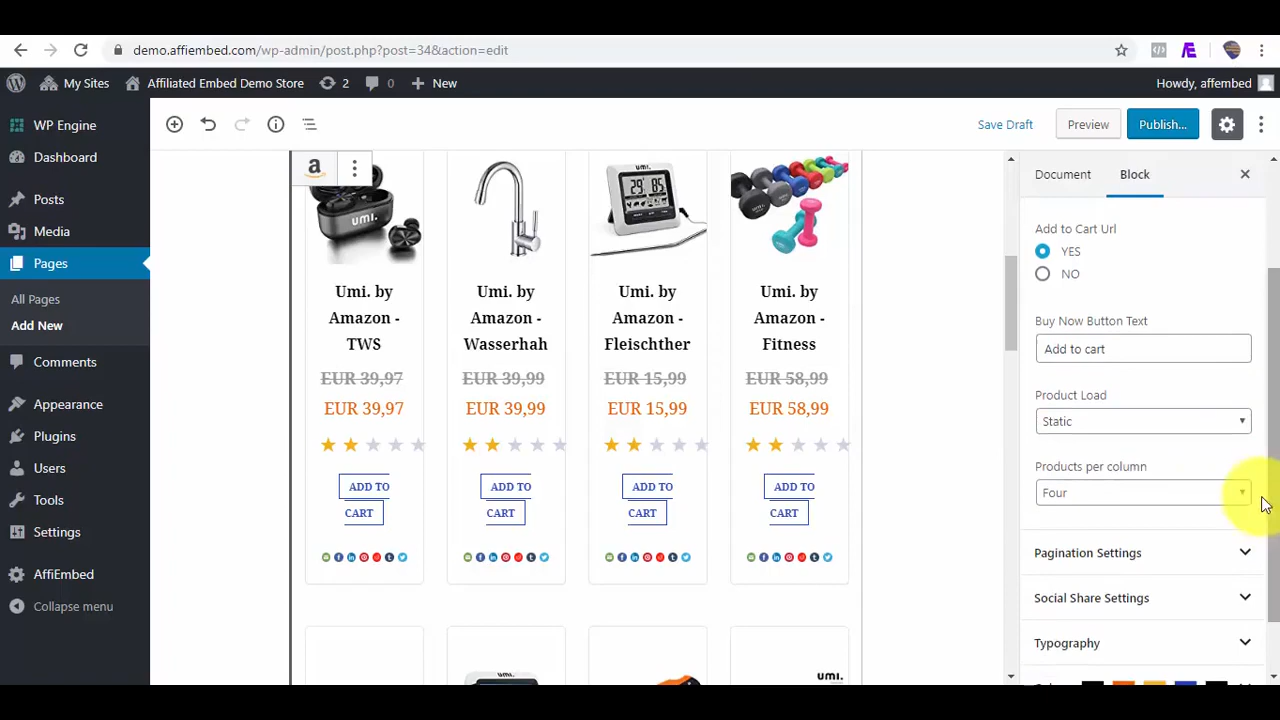 demo.affiembed.com/wp-admin/post.php?post=34&action=edit
My Sites
Affiliated Embed Demo Store
2
0
New
Howdy, affembed
WP Engine
Dashboard
Posts
Media
Pages
All Pages
Add New
Comments
Appearance
Plugins
Users
Tools
Settings
AffiEmbed
Collapse menu
Save Draft
Preview
Publish...
a
umi.
umi.
29
85
Umi. by
Amazon -
TWS
EUR 39,97
EUR 39,97
ADD TO
CART
Umi. by
Amazon -
Wasserhah
EUR 39,99
EUR 39,99
ADD TO
CART
Umi. by
Amazon -
Fleischther
EUR 15,99
EUR 15,99
ADD TO
CART
Umi. by
Amazon -
Fitness
EUR 58,99
EUR 58,99
ADD TO
CART
umi.
umi.
Document
Block
Add to Cart Url
YES
NO
Buy Now Button Text
Add to cart
Product Load
Static
Products per column
Four
Pagination Settings
Social Share Settings
Typography